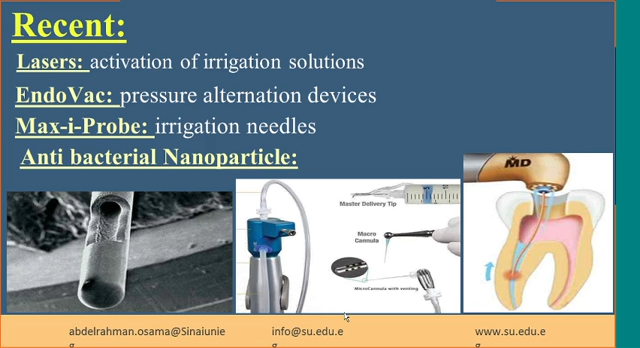 Recent:
Lasers: activation of irrigation solutions
EndoVac: pressure alternation devices
Max-i-Probe: irrigation needles
Anti bacterial Nanoparticle:
MD
Master Delivery Tip
Macro
Cannula
MicroCannula with venting
abdelrahman.osama@Sinaiunie
g
info@su.edu.e
g
www.su.edu.e
g